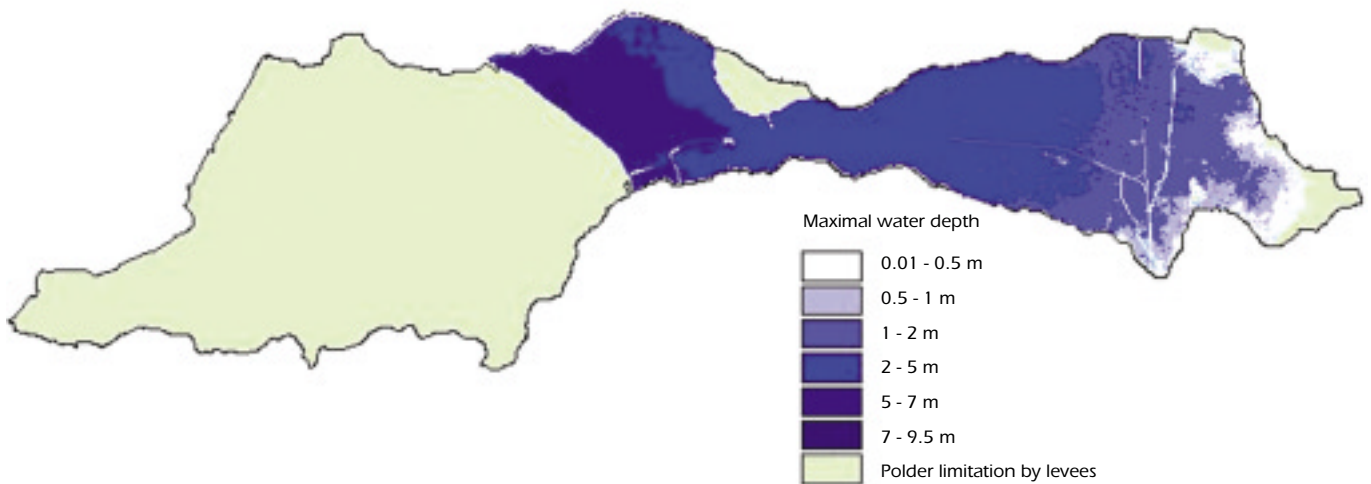 Maximal water depth
0.01 - 0.5 m
0.5 - 1 m
1 - 2 m
2 - 5 m
5 - 7 m
7 - 9.5 m
Polder limitation by levees